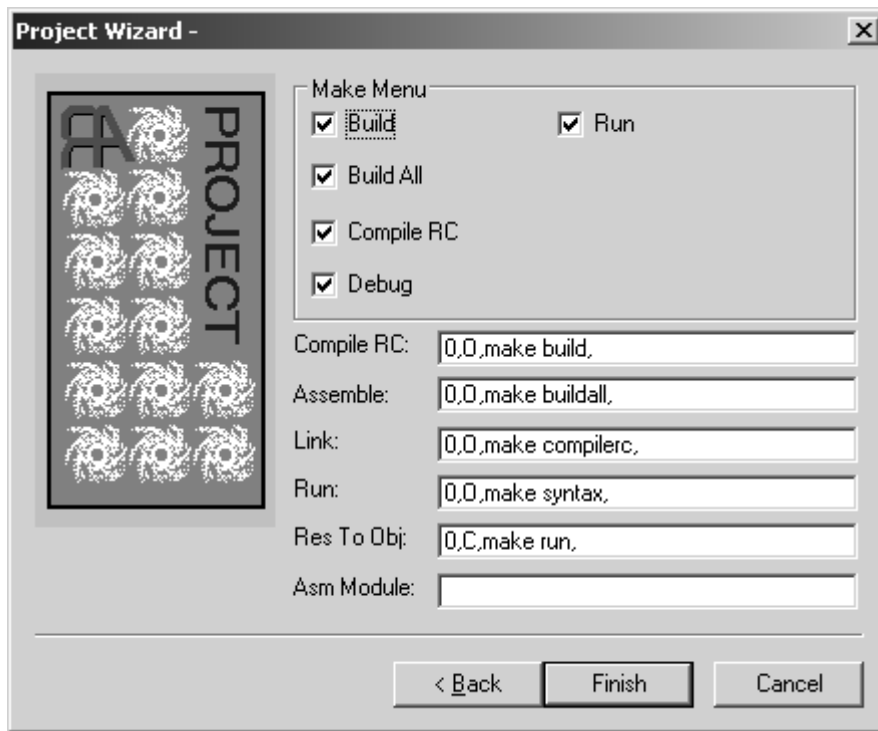 Project Wizard -
RA
PROJECT
Make Menu
Build
Run
Build All
Compile RC
Debug
Compile RC: 0,O,make build,
Assemble: 0,O,make buildall,
Link: 0,O,make compilerc,
Run: 0,O,make syntax,
Res To Obj: 0,C,make run,
Asm Module:
< Back
Finish
Cancel